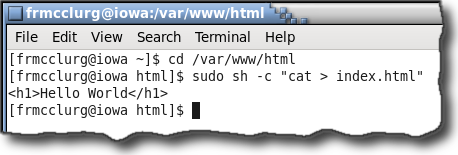 frmcclurg@iowa:/var/www/html
File Edit View Search Terminal Help
[frmcclurg@iowa ~]$ cd /var/www/html
[frmcclurg@iowa html]$ sudo sh -c "cat > index.html"
<h1>Hello World</h1>
[frmcclurg@iowa html]$